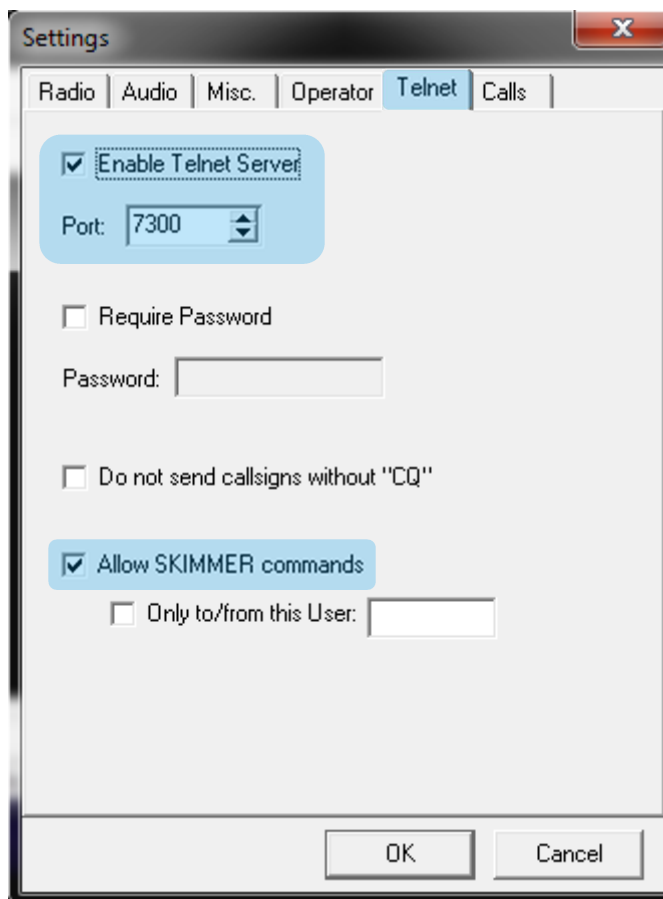 Settings
Radio Audio Misc. Operator Telnet Calls
Enable Telnet Server
Port: 7300
Require Password
Password:
Do not send callsigns without "CQ"
Allow SKIMMER commands
Only to/from this User:
OK Cancel